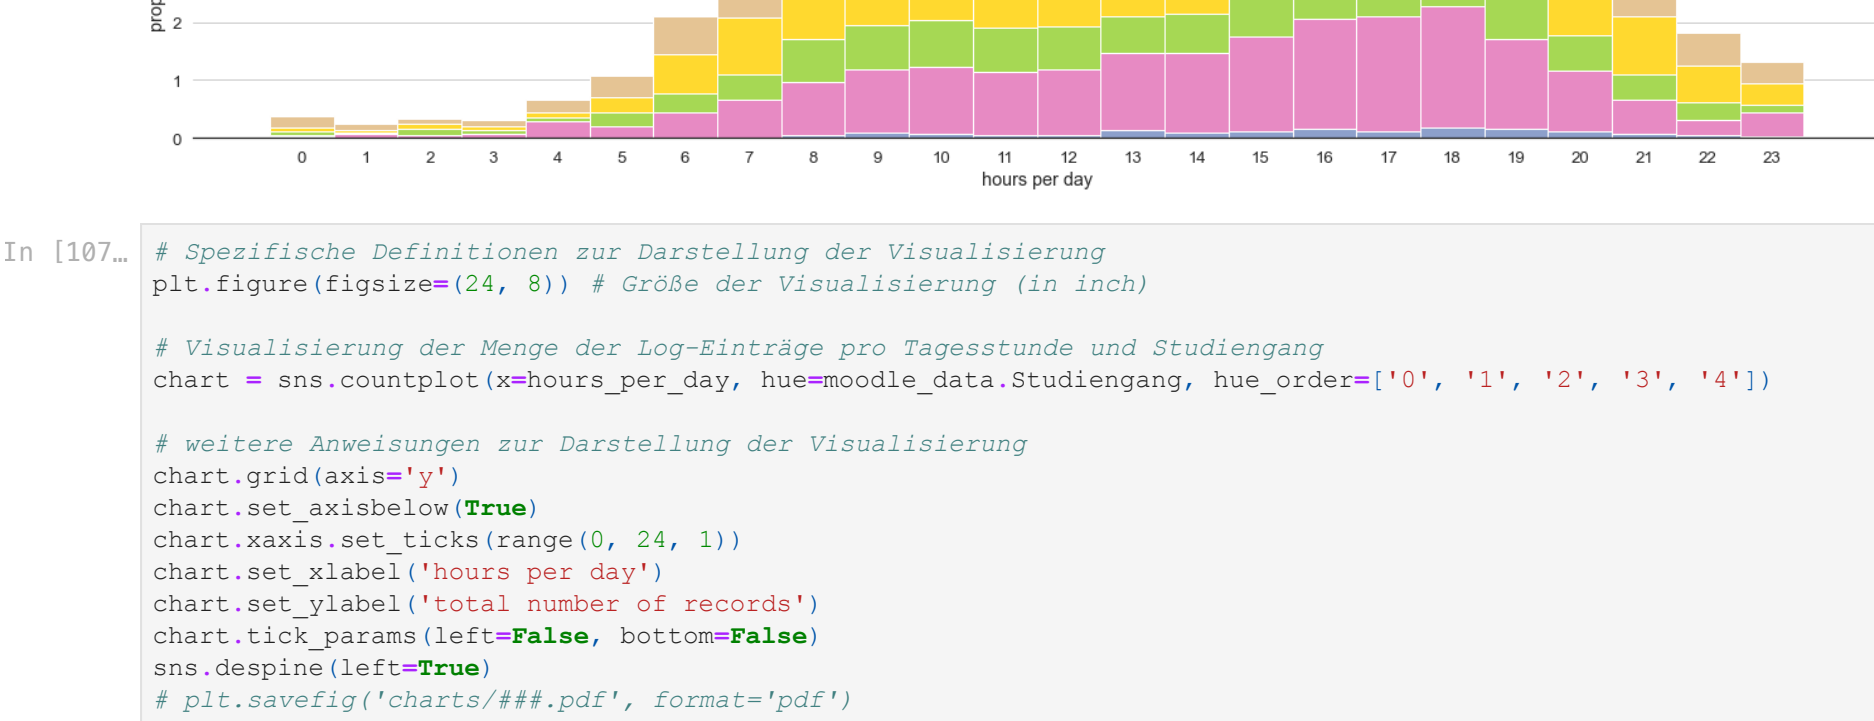 prop
2
1
0
0 1 2 3 4 5 6 7 8 9 10 11 12 13 14 15 16 17 18 19 20 21 22 23
hours per day
In [107…
# Spezifische Definitionen zur Darstellung der Visualisierung
plt.figure(figsize=(24, 8)) # Größe der Visualisierung (in inch)
# Visualisierung der Menge der Log-Einträge pro Tagesstunde und Studiengang
chart = sns.countplot(x=hours_per_day, hue=moodle_data.Studiengang, hue_order=['0', '1', '2', '3', '4'])
# weitere Anweisungen zur Darstellung der Visualisierung
chart.grid(axis='y')
chart.set_axisbelow(True)
chart.xaxis.set_ticks(range(0, 24, 1))
chart.set_xlabel('hours per day')
chart.set_ylabel('total number of records')
chart.tick_params(left=False, bottom=False)
sns.despine(left=True)
# plt.savefig('charts/###.pdf', format='pdf')